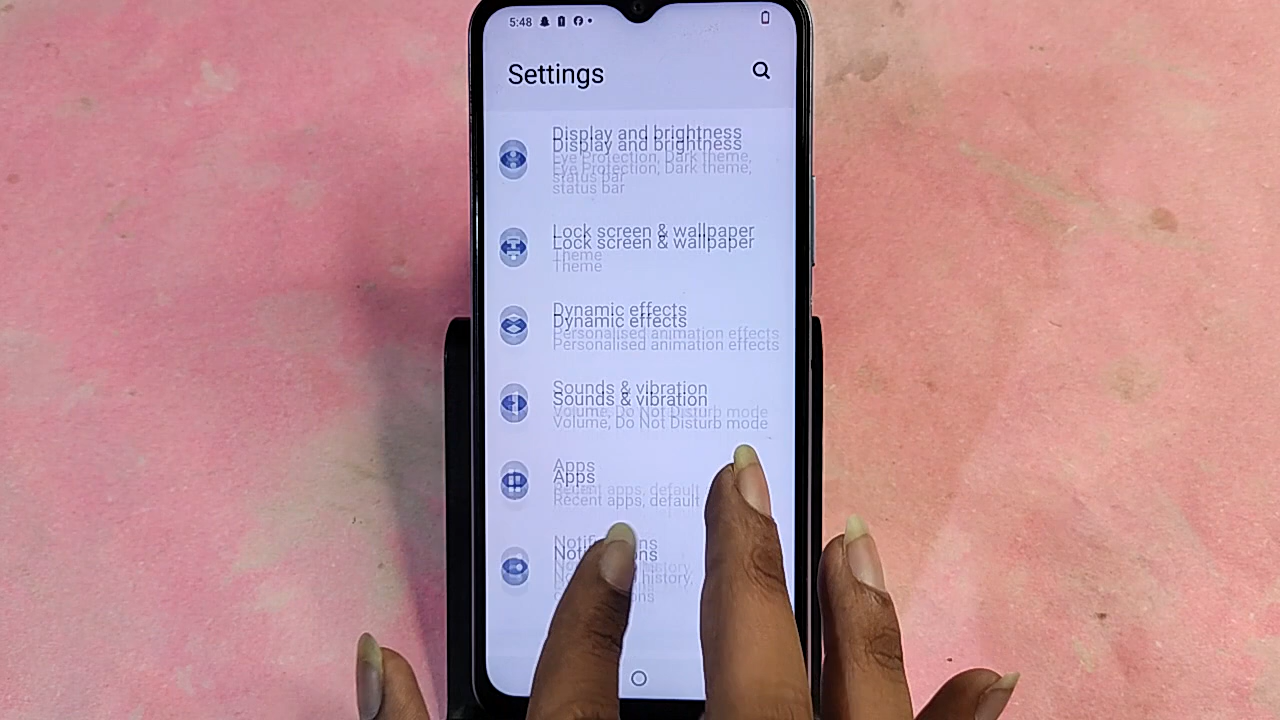 5:48
Settings
Display and brightness
Eye Protection, Dark theme,
status bar
Lock screen & wallpaper
Theme
Dynamic effects
Personalised animation effects
Sounds & vibration
Volume, Do Not Disturb mode
Apps
Recent apps, default
history,